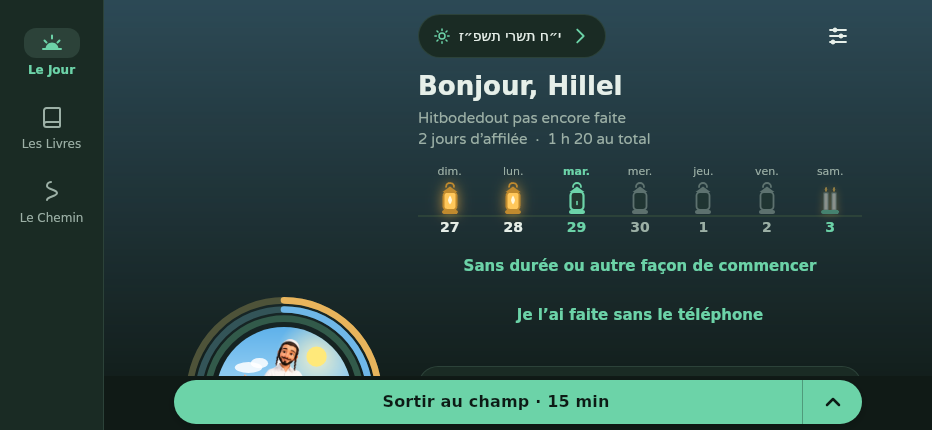 Le Jour
Les Livres
Le Chemin
י״ח תשרי תשפ״ז
Bonjour, Hillel
Hitbodedout pas encore faite
2 jours d’affilée · 1 h 20 au total
dim. lun. mar. mer. jeu. ven. sam.
27 28 29 30 1 2 3
Sans durée ou autre façon de commencer
Je l’ai faite sans le téléphone
Sortir au champ · 15 min